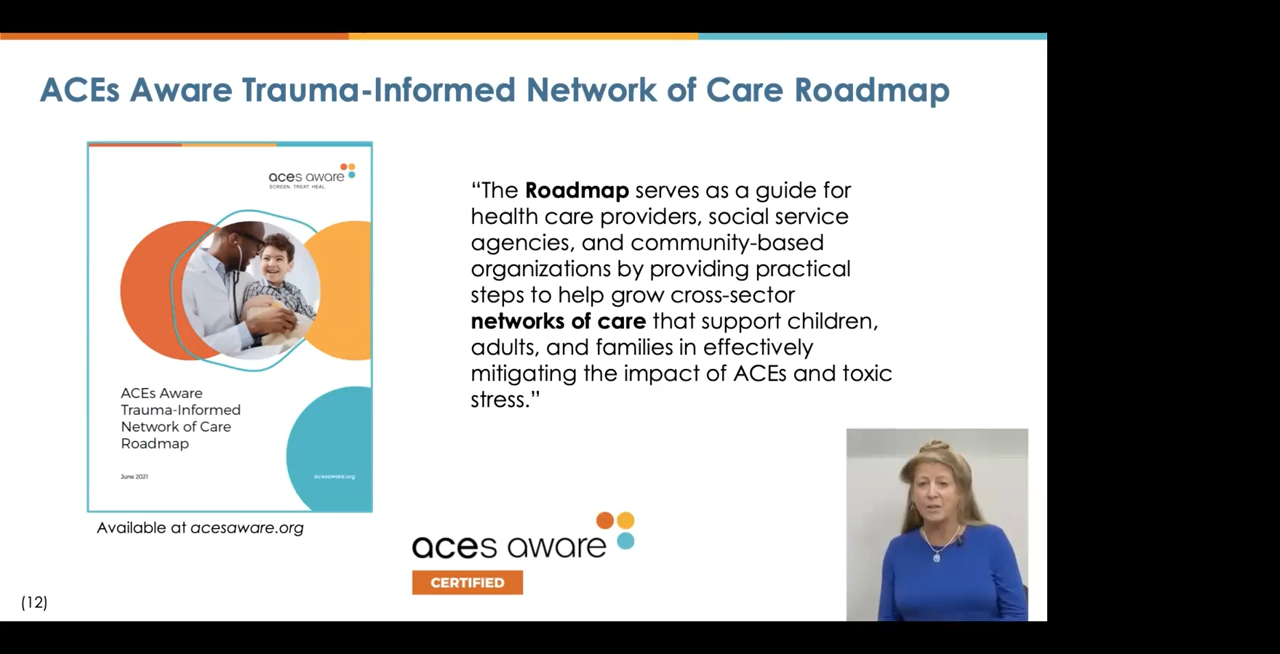 ACEs Aware Trauma-Informed Network of Care Roadmap
aces aware
SCREEN. TREAT. HEAL.
ACEs Aware
Trauma-Informed
Network of Care
Roadmap
June 2021
acesaware.org
Available at acesaware.org
“The Roadmap serves as a guide for
health care providers, social service
agencies, and community-based
organizations by providing practical
steps to help grow cross-sector
networks of care that support children,
adults, and families in effectively
mitigating the impact of ACEs and toxic
stress.”
aces aware
CERTIFIED
(12)